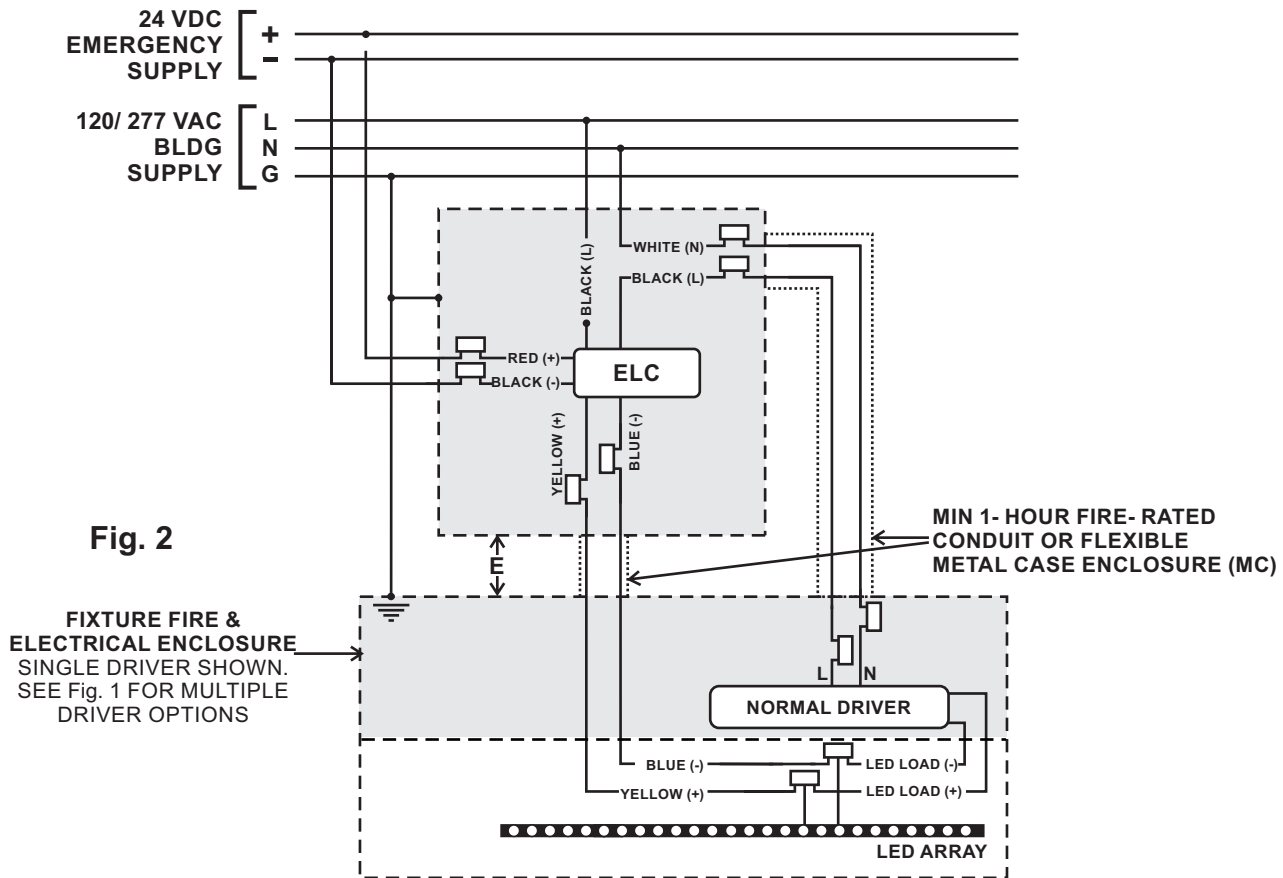 24 VDC
EMERGENCY
SUPPLY
+
-
120/ 277 VAC
BLDG
SUPPLY
L
N
G
BLACK (L)
WHITE (N)
BLACK (L)
RED (+)
BLACK (-)
ELC
YELLOW (+)
BLUE (-)
Fig. 2
E
MIN 1- HOUR FIRE- RATED
CONDUIT OR FLEXIBLE
METAL CASE ENCLOSURE (MC)
FIXTURE FIRE &
ELECTRICAL ENCLOSURE
SINGLE DRIVER SHOWN.
SEE Fig. 1 FOR MULTIPLE
DRIVER OPTIONS
L
N
NORMAL DRIVER
BLUE (-)
LED LOAD (-)
YELLOW (+)
LED LOAD (+)
LED ARRAY